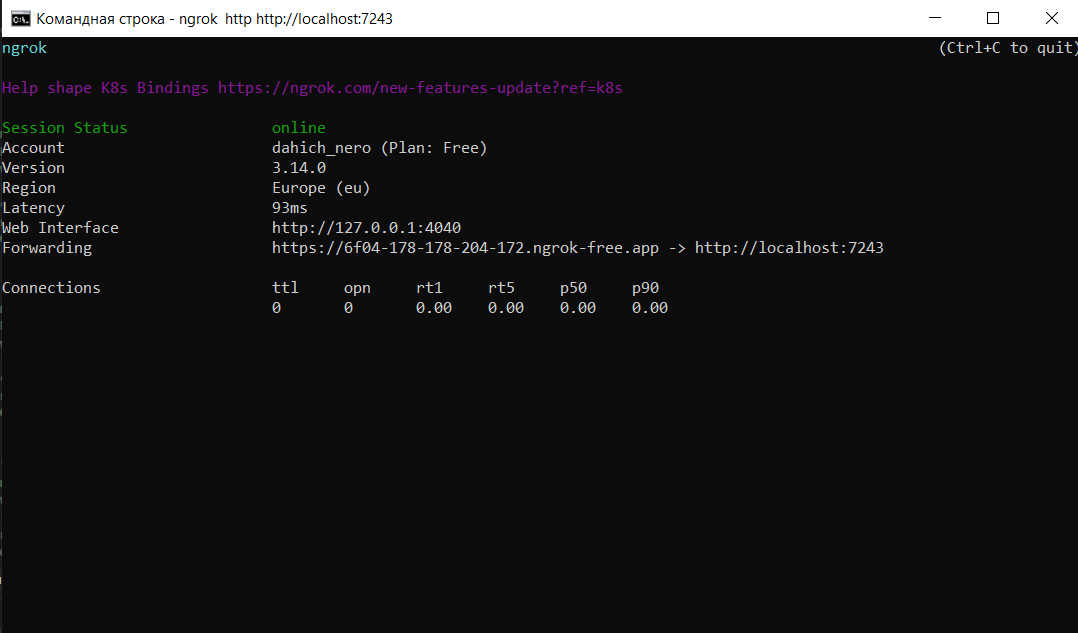 Командная строка - ngrok  http http://localhost:7243
ngrok (Ctrl+C to quit)
Help shape K8s Bindings https://ngrok.com/new-features-update?ref=k8s
Session Status online
Account dahich_nero (Plan: Free)
Version 3.14.0
Region Europe (eu)
Latency 93ms
Web Interface http://127.0.0.1:4040
Forwarding https://6f04-178-178-204-172.ngrok-free.app -> http://localhost:7243
Connections ttl opn rt1 rt5 p50 p90
0 0 0.00 0.00 0.00 0.00